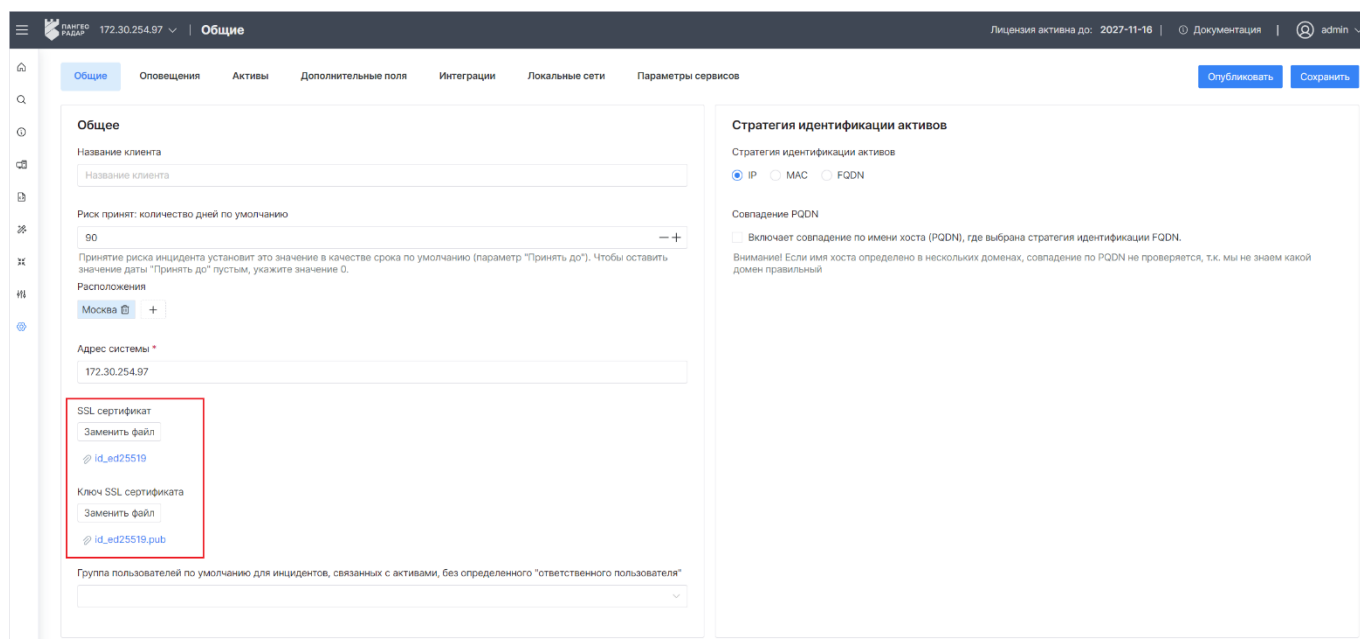 ПАНГЕО
РАДАР
172.30.254.97
Общие
Лицензия активна до: 2027-11-16
Документация
admin
Общие
Оповещения
Активы
Дополнительные поля
Интеграции
Локальные сети
Параметры сервисов
Опубликовать
Сохранить
Общее
Название клиента
Название клиента
Риск принят: количество дней по умолчанию
90
Принятие риска инцидента установит это значение в качестве срока по умолчанию (параметр "Принять до"). Чтобы оставить
значение даты "Принять до" пустым, укажите значение 0.
Расположения
Москва
Адрес системы *
172.30.254.97
SSL сертификат
Заменить файл
id_ed25519
Ключ SSL сертификата
Заменить файл
id_ed25519.pub
Группа пользователей по умолчанию для инцидентов, связанных с активами, без определенного "ответственного пользователя"
Стратегия идентификации активов
Стратегия идентификации активов
IP
MAC
FQDN
Совпадение PQDN
Включает совпадение по имени хоста (PQDN), где выбрана стратегия идентификации FQDN.
Внимание! Если имя хоста определено в нескольких доменах, совпадение по PQDN не проверяется, т.к. мы не знаем какой
домен правильный